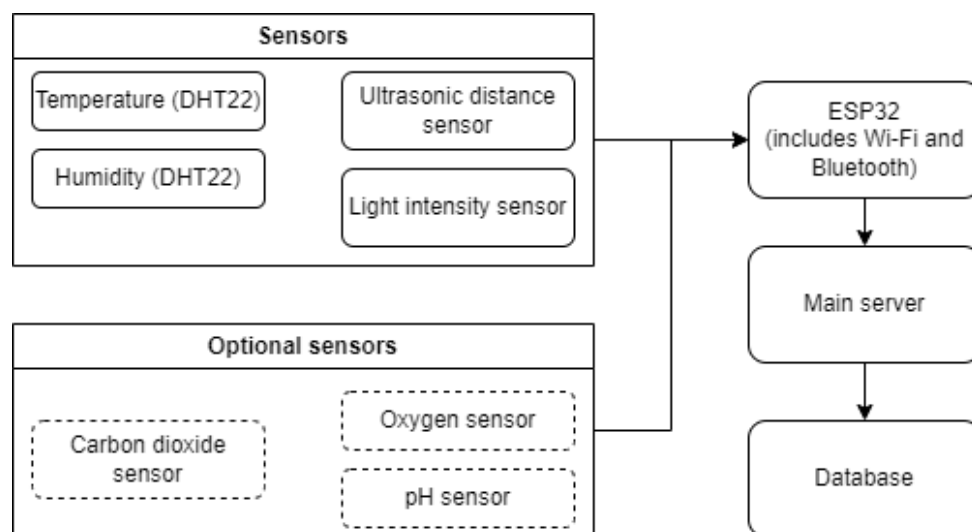 Sensors
Temperature (DHT22)
Humidity (DHT22)
Ultrasonic distance
sensor
Light intensity sensor
ESP32
(includes Wi-Fi and
Bluetooth)
Main server
Database
Optional sensors
Carbon dioxide
sensor
Oxygen sensor
pH sensor